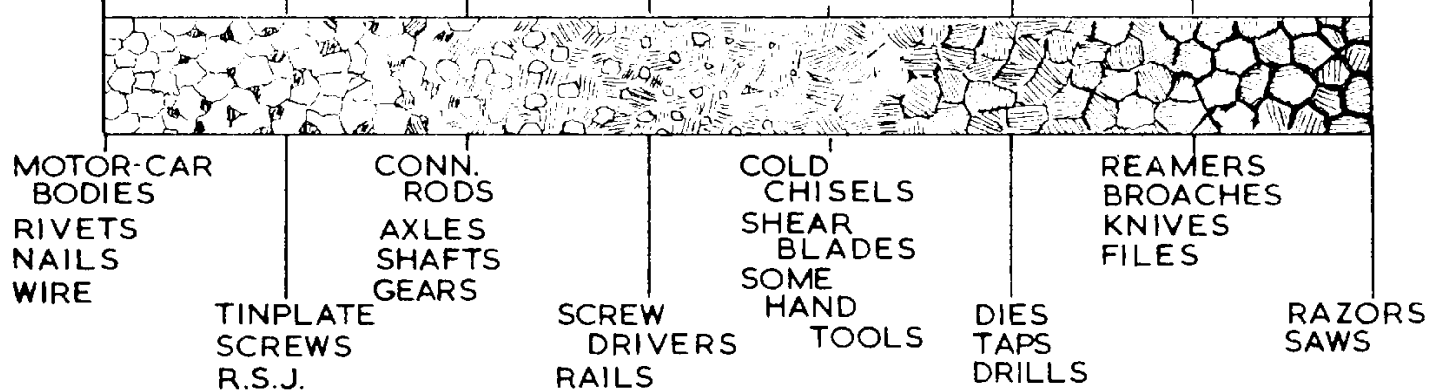 MOTOR-CAR
BODIES
RIVETS
NAILS
WIRE
TINPLATE
SCREWS
R.S.J.
CONN.
RODS
AXLES
SHAFTS
GEARS
SCREW
DRIVERS
RAILS
COLD
CHISELS
SHEAR
BLADES
SOME
HAND
TOOLS
DIES
TAPS
DRILLS
REAMERS
BROACHES
KNIVES
FILES
RAZORS
SAWS